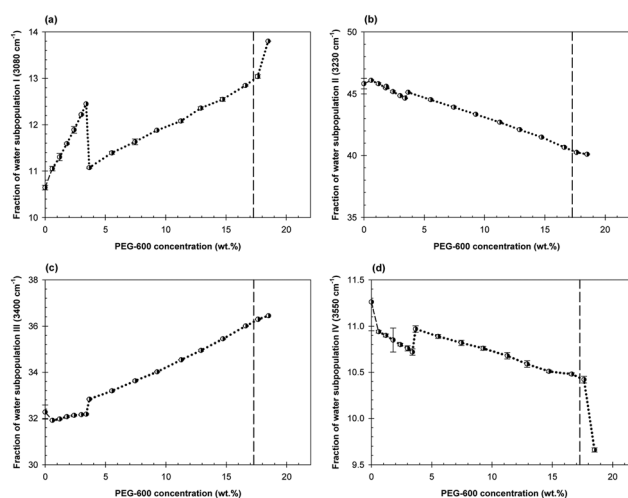 (a)
Fraction of water subpopulation I (3080 cm-1)
14
13
12
11
10
0 5 10 15 20
PEG-600 concentration (wt.%)
(b)
Fraction of water subpopulation II (3230 cm-1)
50
45
40
35
0 5 10 15 20
PEG-600 concentration (wt.%)
(c)
Fraction of water subpopulation III (3400 cm-1)
38
36
34
32
30
0 5 10 15 20
PEG-600 concentration (wt.%)
(d)
Fraction of water subpopulation IV (3550 cm-1)
11.5
11.0
10.5
10.0
9.5
0 5 10 15 20
PEG-600 concentration (wt.%)